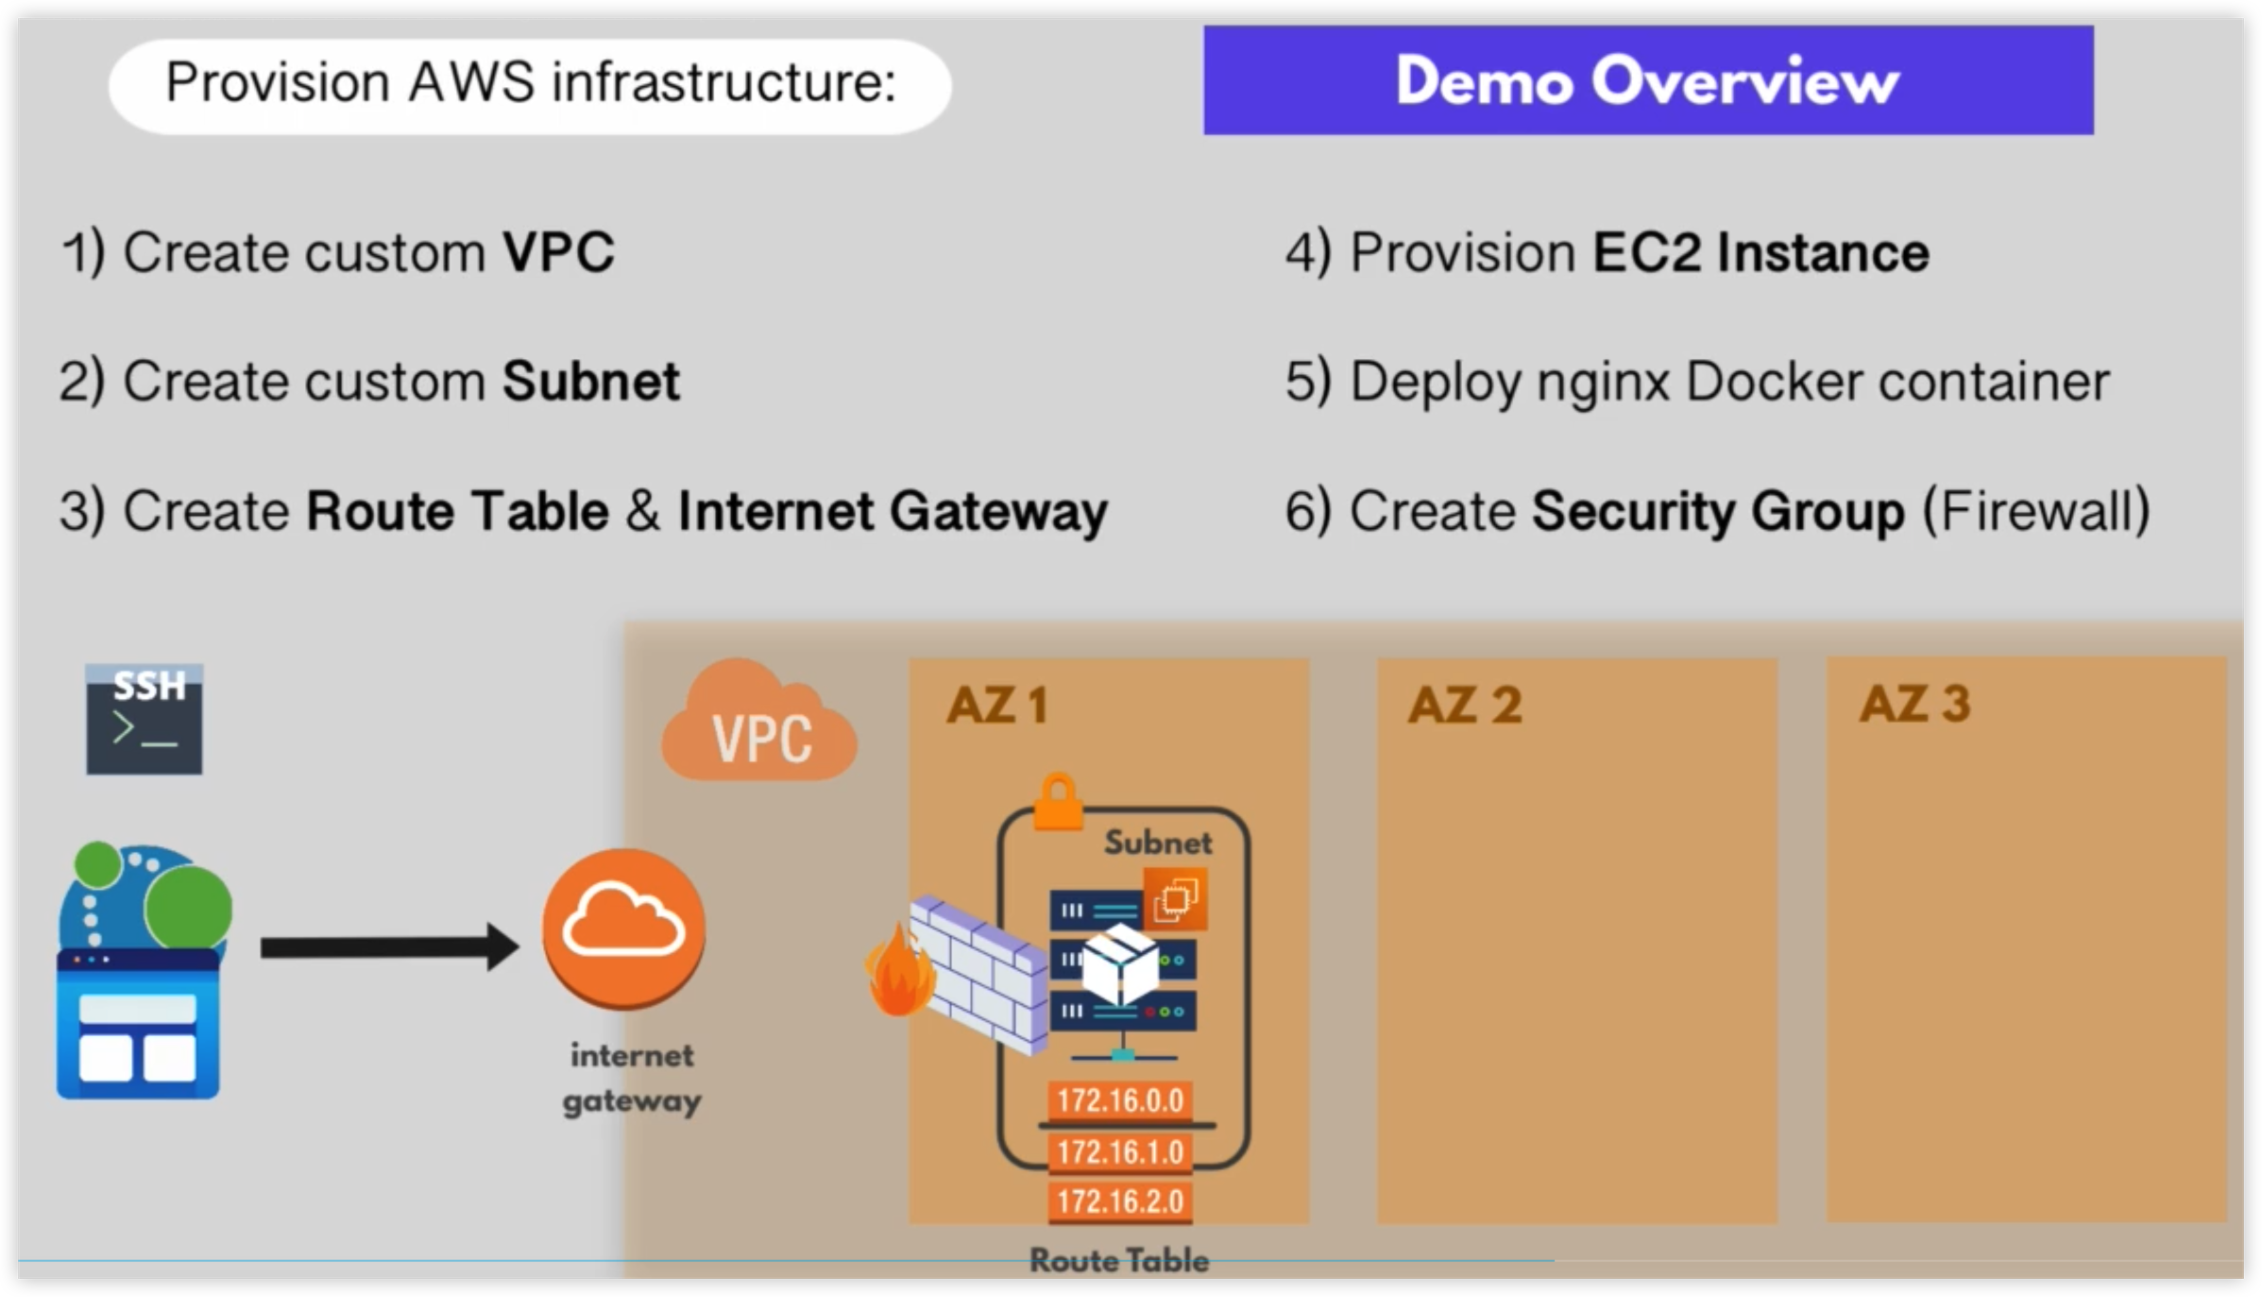 Provision AWS infrastructure:
Demo Overview
1) Create custom VPC
2) Create custom Subnet
3) Create Route Table & Internet Gateway
4) Provision EC2 Instance
5) Deploy nginx Docker container
6) Create Security Group (Firewall)
SSH
>_
internet
gateway
VPC
AZ 1
Subnet
172.16.0.0
172.16.1.0
172.16.2.0
Route Table
AZ 2
AZ 3